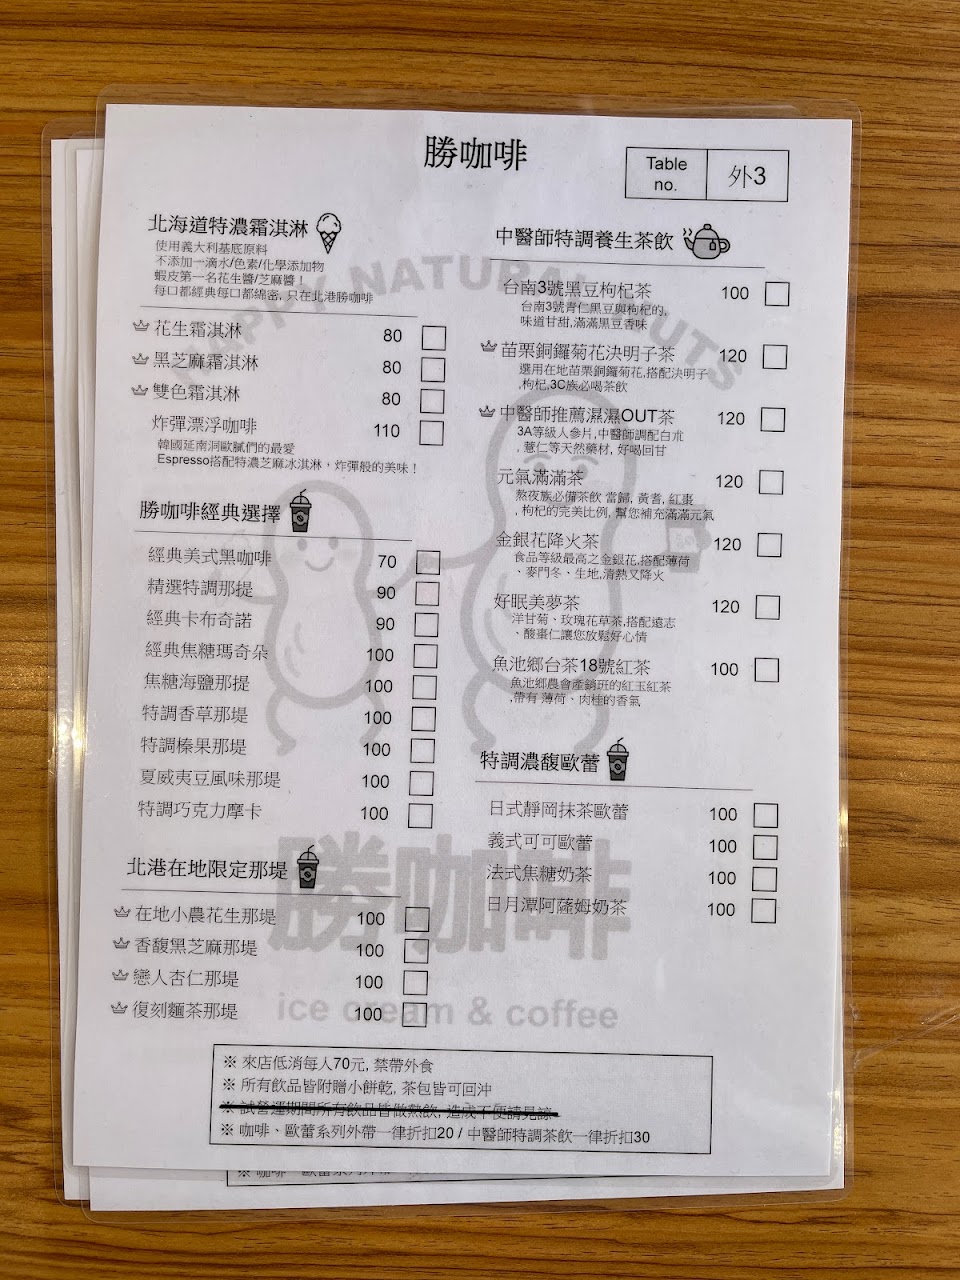 勝咖啡
Table no.
外3
北海道特濃霜淇淋
使用義大利基底原料
不添加一滴水/色素/化學添加物
蝦皮第一名花生醬/芝麻醬！
每口都經典每口都綿密, 只在北港勝咖啡
花生霜淇淋 80
黑芝麻霜淇淋 80
雙色霜淇淋 80
炸彈漂浮咖啡 110
韓國延南洞歐膩們的最愛
Espresso搭配特濃芝麻冰淇淋，炸彈般的美味！
勝咖啡經典選擇
經典美式黑咖啡 70
精選特調那提 90
經典卡布奇諾 90
經典焦糖瑪奇朵 100
焦糖海鹽那提 100
特調香草那堤 100
特調榛果那堤 100
夏威夷豆風味那堤 100
特調巧克力摩卡 100
北港在地限定那堤
在地小農花生那堤 100
香馥黑芝麻那堤 100
戀人杏仁那堤 100
復刻麵茶那堤 100
中醫師特調養生茶飲
台南3號黑豆枸杞茶 100
台南3號青仁黑豆與枸杞的,
味道甘甜,滿滿黑豆香味
苗栗銅鑼菊花決明子茶 120
選用在地苗栗銅鑼菊花,搭配決明子
,枸杞,3C族必喝茶飲
中醫師推薦濕濕OUT茶 120
3A等級人參片,中醫師調配白朮
, 薏仁等天然藥材, 好喝回甘
元氣滿滿茶 120
熬夜族必備茶飲 當歸, 黃耆, 紅棗
, 枸杞的完美比例, 幫您補充滿滿元氣
金銀花降火茶 120
食品等級最高之金銀花,搭配薄荷
、麥門冬、生地,清熱又降火
好眠美夢茶 120
洋甘菊、玫瑰花草茶,搭配遠志
、酸棗仁讓您放鬆好心情
魚池鄉台茶18號紅茶 100
魚池鄉農會產銷班的紅玉紅茶
,帶有 薄荷、肉桂的香氣
特調濃馥歐蕾
日式靜岡抹茶歐蕾 100
義式可可歐蕾 100
法式焦糖奶茶 100
日月潭阿薩姆奶茶 100
HAPPY NATURAL NUTS
勝咖啡
ice cream & coffee
※ 來店低消每人70元, 禁帶外食
※ 所有飲品皆附贈小餅乾, 茶包皆可回沖
※ 試營運期間所有飲品皆做熱飲, 造成不便請見諒
※ 咖啡、歐蕾系列外帶一律折扣20 / 中醫師特調茶飲一律折扣30